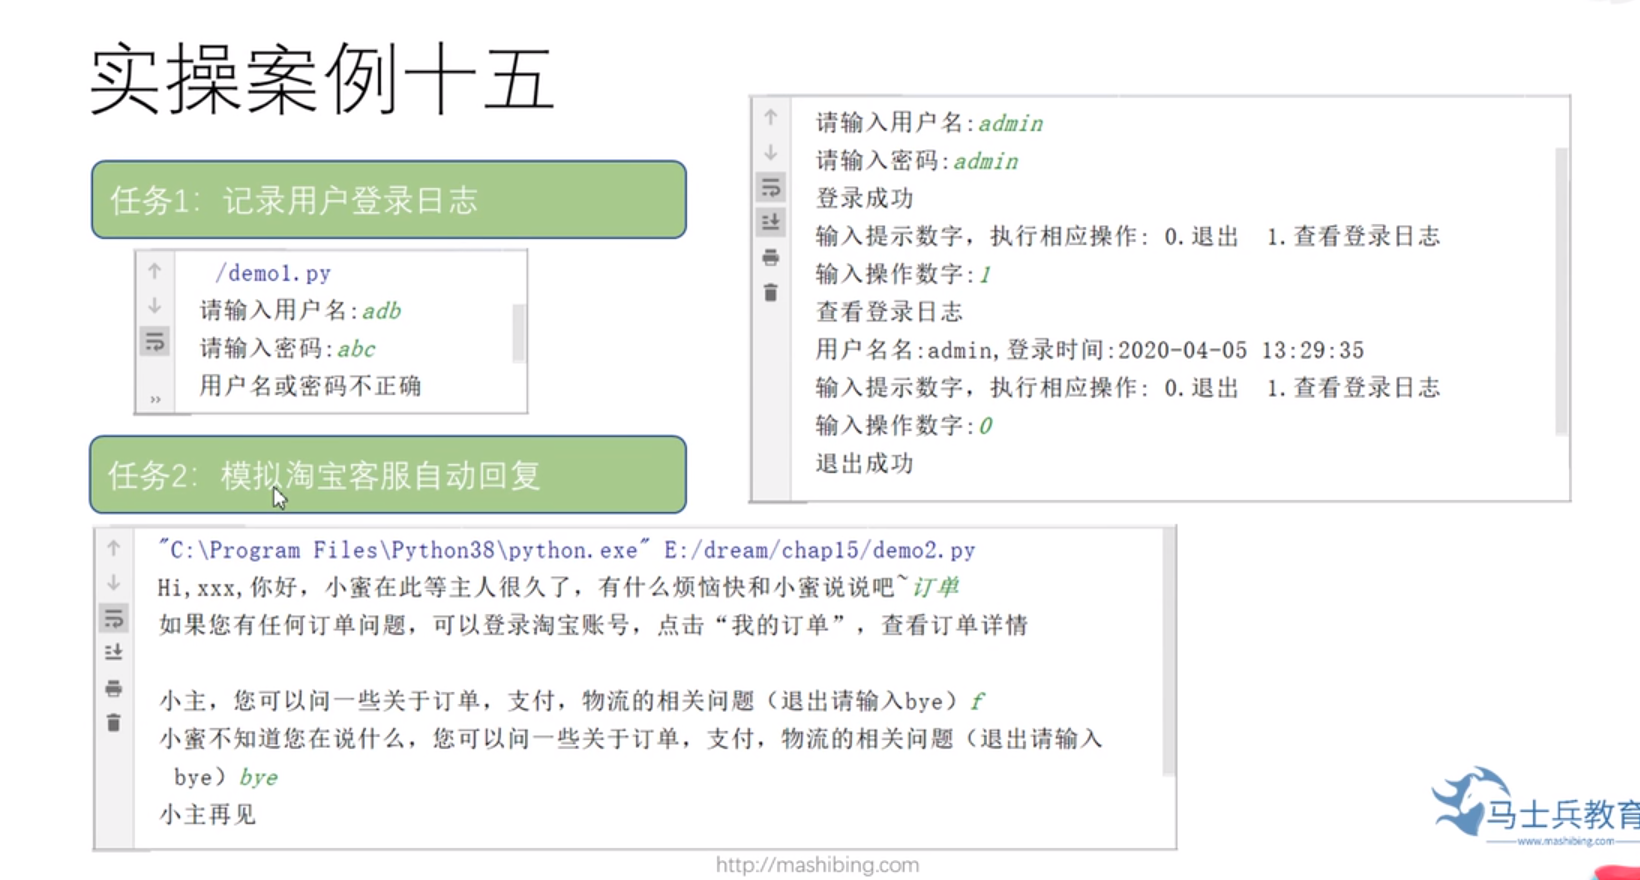 实操案例十五
任务1：记录用户登录日志
/demo1.py
请输入用户名:adb
请输入密码:abc
用户名或密码不正确
请输入用户名:admin
请输入密码:admin
登录成功
输入提示数字，执行相应操作: 0.退出 1.查看登录日志
输入操作数字:1
查看登录日志
用户名名:admin,登录时间:2020-04-05 13:29:35
输入提示数字，执行相应操作: 0.退出 1.查看登录日志
输入操作数字:0
退出成功
任务2：模拟淘宝客服自动回复
"C:\Program Files\Python38\python.exe" E:/dream/chap15/demo2.py
Hi,xxx,你好，小蜜在此等主人很久了，有什么烦恼快和小蜜说说吧~订单
如果您有任何订单问题，可以登录淘宝账号，点击“我的订单”，查看订单详情
小主，您可以问一些关于订单，支付，物流的相关问题（退出请输入bye）f
小蜜不知道您在说什么，您可以问一些关于订单，支付，物流的相关问题（退出请输入
bye）bye
小主再见
马士兵教育
www.mashibing.com
http://mashibing.com